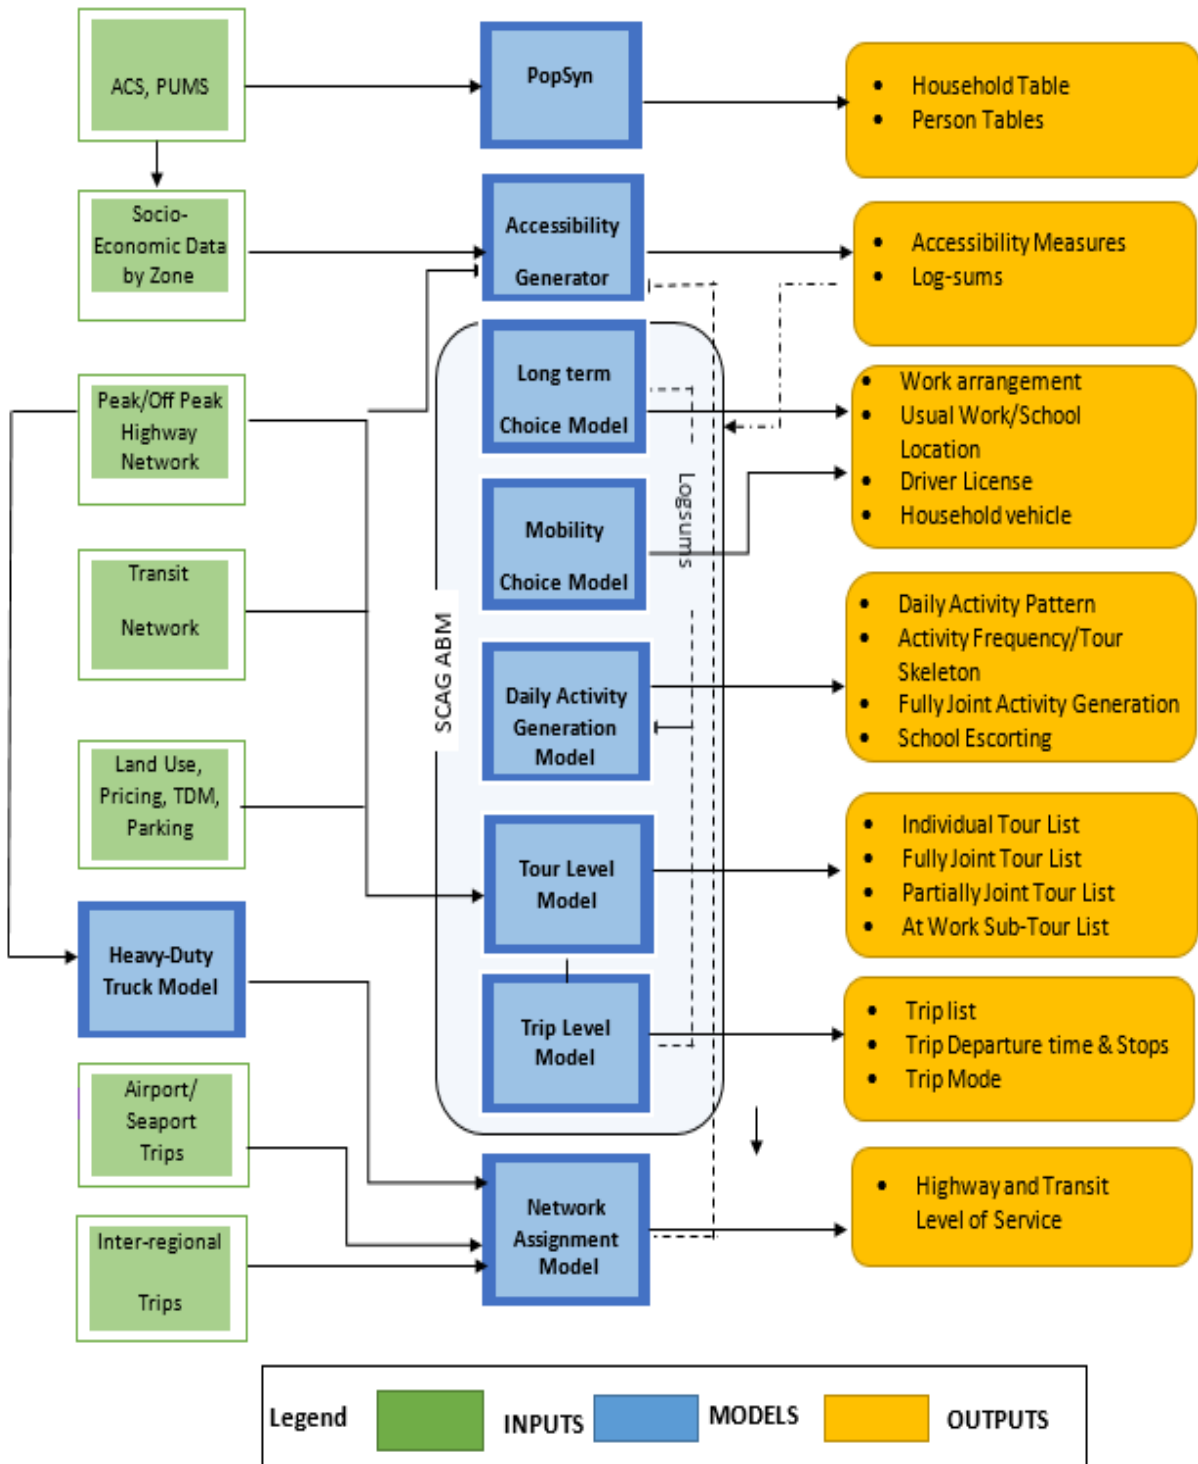 ACS, PUMS
PopSyn
• Household Table
• Person Tables
Socio-
Economic Data
by Zone
Accessibility
Generator
• Accessibility Measures
• Log-sums
Peak/Off Peak
Highway
Network
Long term
Choice Model
• Work arrangement
• Usual Work/School
Location
• Driver License
• Household vehicle
Transit
Network
Mobility
Choice Model
Logsums
SCAG ABM
Daily Activity
Generation
Model
• Daily Activity Pattern
• Activity Frequency/Tour
Skeleton
• Fully Joint Activity Generation
• School Escorting
Land Use,
Pricing, TDM,
Parking
Tour Level
Model
• Individual Tour List
• Fully Joint Tour List
• Partially Joint Tour List
• At Work Sub-Tour List
Heavy-Duty
Truck Model
Trip Level
Model
• Trip list
• Trip Departure time & Stops
• Trip Mode
Airport/
Seaport
Trips
Network
Assignment
Model
• Highway and Transit
Level of Service
Inter-regional
Trips
Legend
INPUTS
MODELS
OUTPUTS